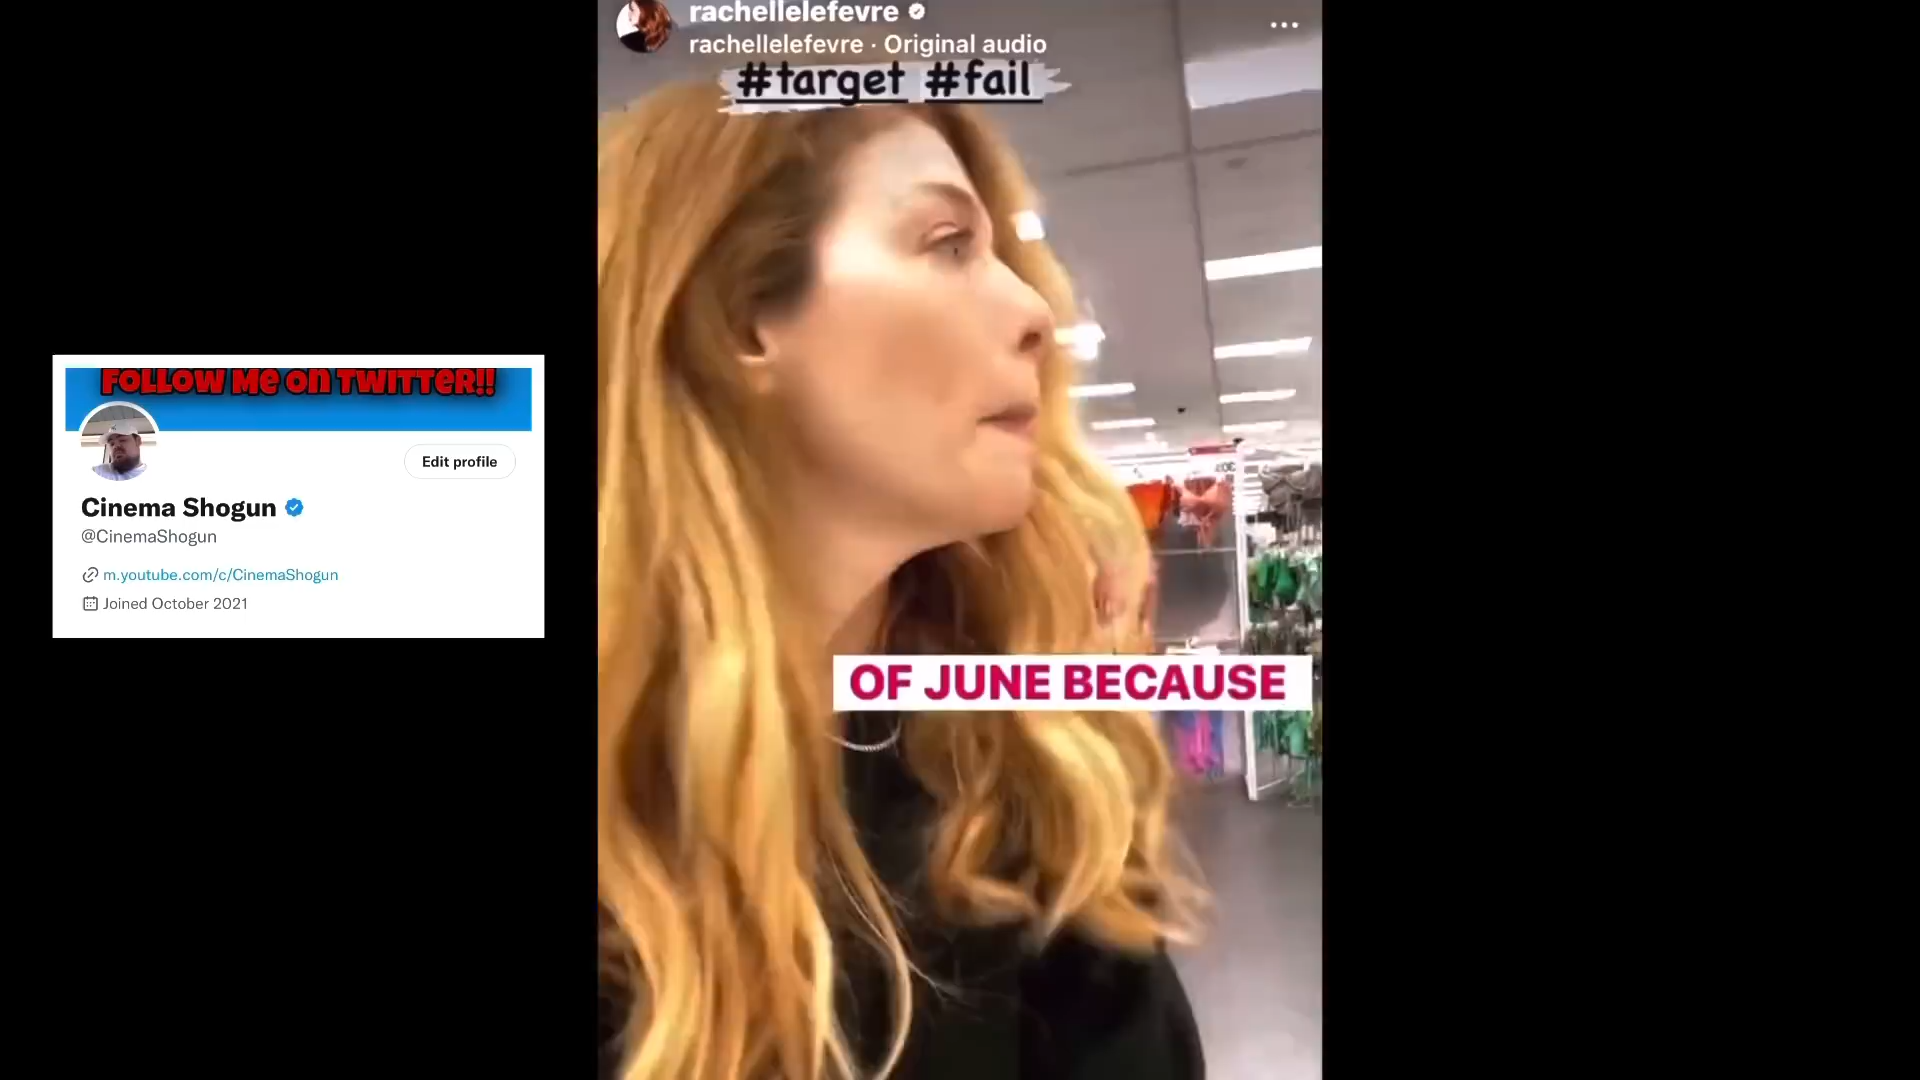 rachellelefevre
rachellelefevre · Original audio
#target #fail
FOLLOW ME ON TWITTER!!
Edit profile
Cinema Shogun
@CinemaShogun
m.youtube.com/c/CinemaShogun
Joined October 2021
OF JUNE BECAUSE